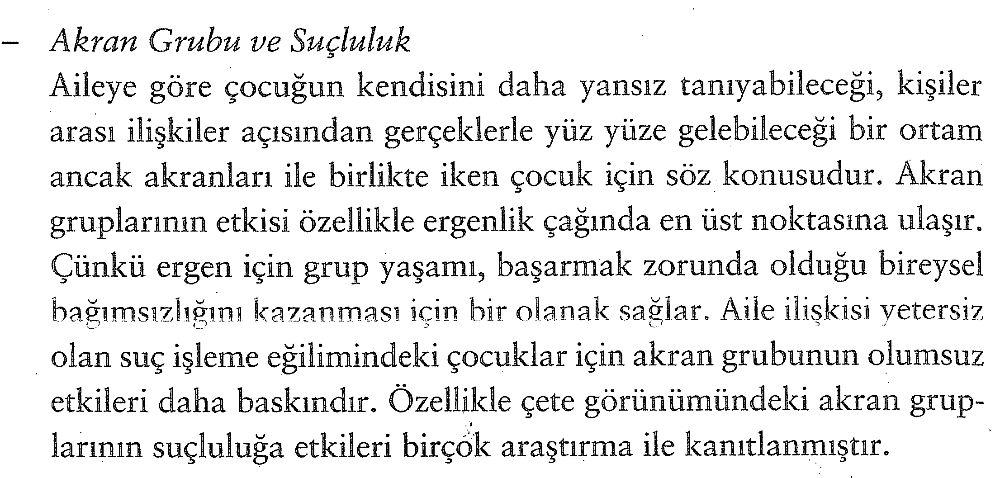 – Akran Grubu ve Suçluluk
Aileye göre çocuğun kendisini daha yansız tanıyabileceği, kişiler
arası ilişkiler açısından gerçeklerle yüz yüze gelebileceği bir ortam
ancak akranları ile birlikte iken çocuk için söz konusudur. Akran
gruplarının etkisi özellikle ergenlik çağında en üst noktasına ulaşır.
Çünkü ergen için grup yaşamı, başarmak zorunda olduğu bireysel
bağımsızlığını kazanması için bir olanak sağlar. Aile ilişkisi yetersiz
olan suç işleme eğilimindeki çocuklar için akran grubunun olumsuz
etkileri daha baskındır. Özellikle çete görünümündeki akran grup-
larının suçluluğa etkileri birçok araştırma ile kanıtlanmıştır.